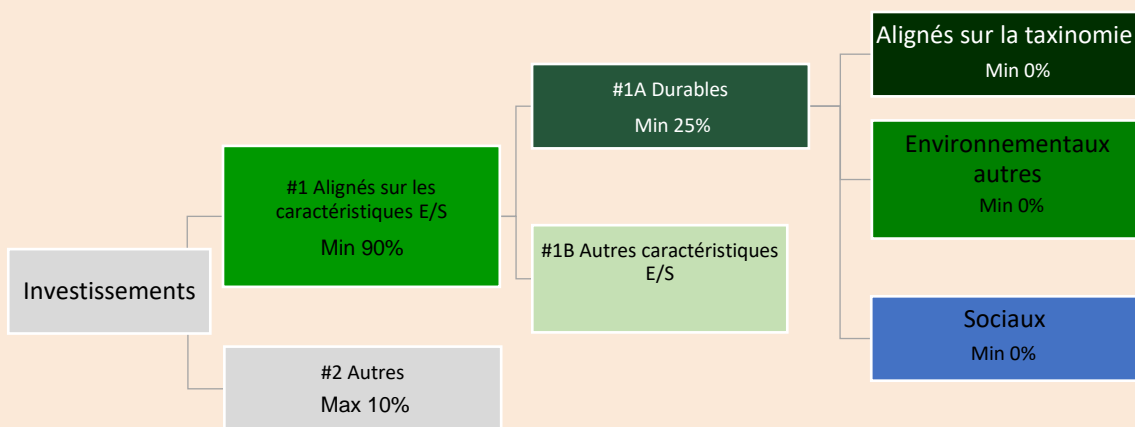 Investissements
#1 Alignés sur les
caractéristiques E/S
Min 90%
#2 Autres
Max 10%
#1A Durables
Min 25%
#1B Autres caractéristiques
E/S
Alignés sur la taxinomie
Min 0%
Environnementaux
autres
Min 0%
Sociaux
Min 0%